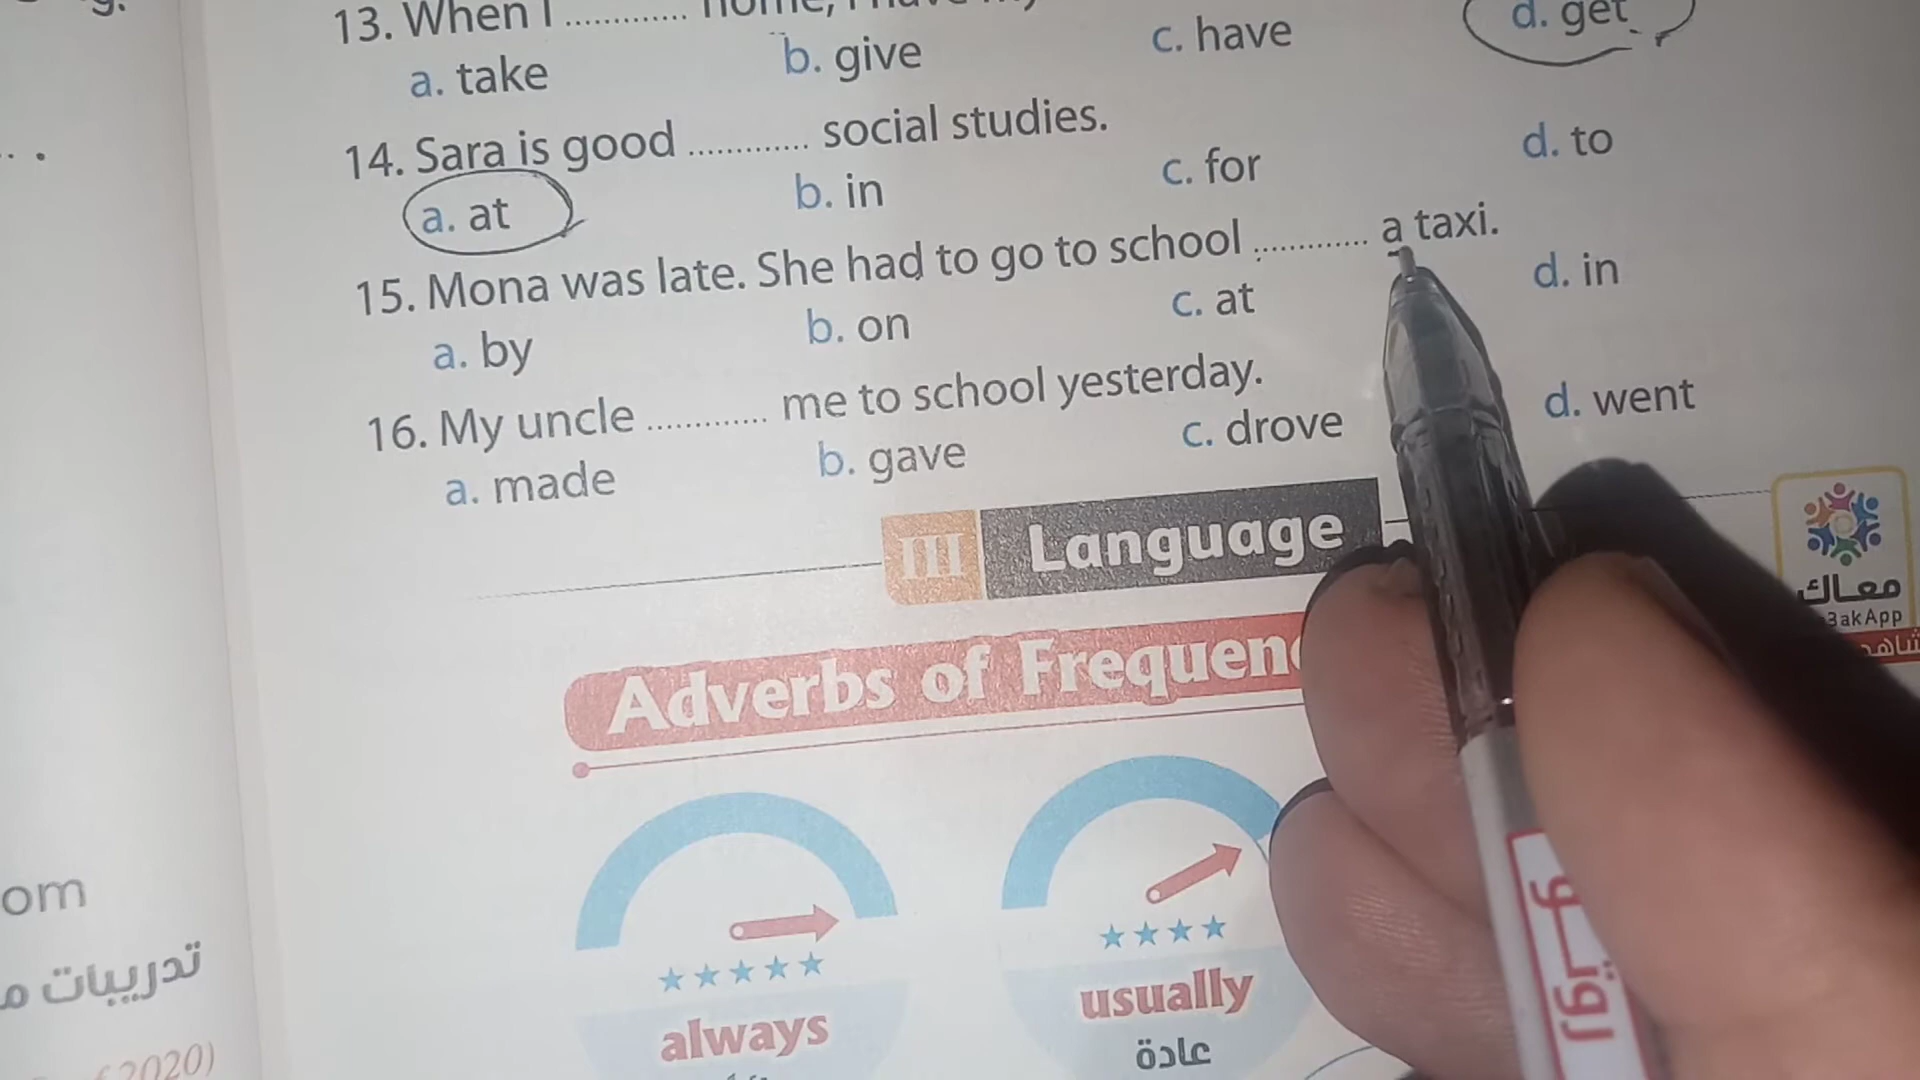 13. When I ............
a. take b. give c. have d. get
14. Sara is good ............ social studies.
a. at b. in c. for d. to
15. Mona was late. She had to go to school ............ a taxi.
a. by b. on c. at d. in
16. My uncle ............ me to school yesterday.
a. made b. gave c. drove d. went
III Language
معاك
3akApp
Adverbs of
always
usually
عادة
om
تدريبات
2020)
روتو